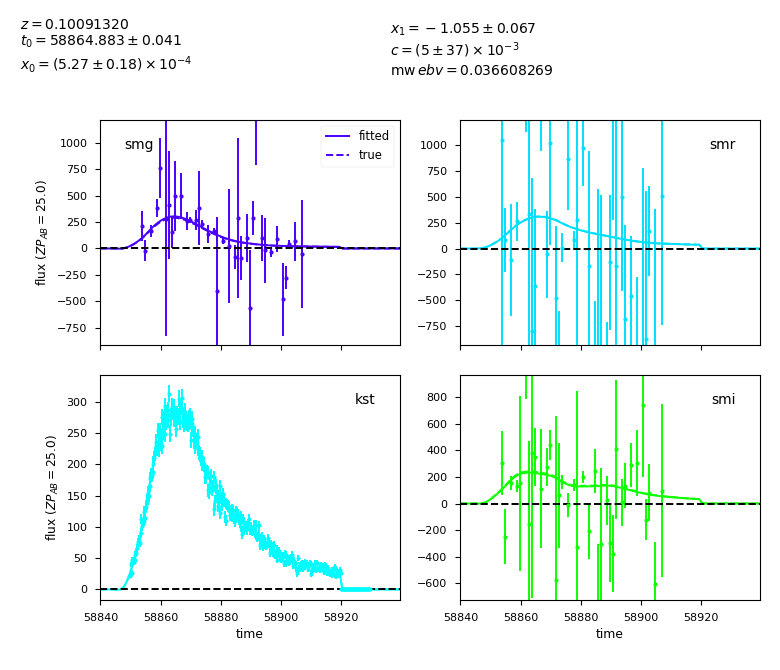 z = 0.10091320
t₀ = 58864.883 ± 0.041
x₀ = (5.27 ± 0.18) × 10⁻⁴
x₁ = −1.055 ± 0.067
c = (5 ± 37) × 10⁻³
mw ebv = 0.036608269
smg
fitted
true
flux (ZP_AB = 25.0)
1000
750
500
250
0
−250
−500
−750
smr
1000
750
500
250
0
−250
−500
−750
kst
flux (ZP_AB = 25.0)
300
250
200
150
100
50
0
58840
58860
58880
58900
58920
time
smi
800
600
400
200
0
−200
−400
−600
58840
58860
58880
58900
58920
time